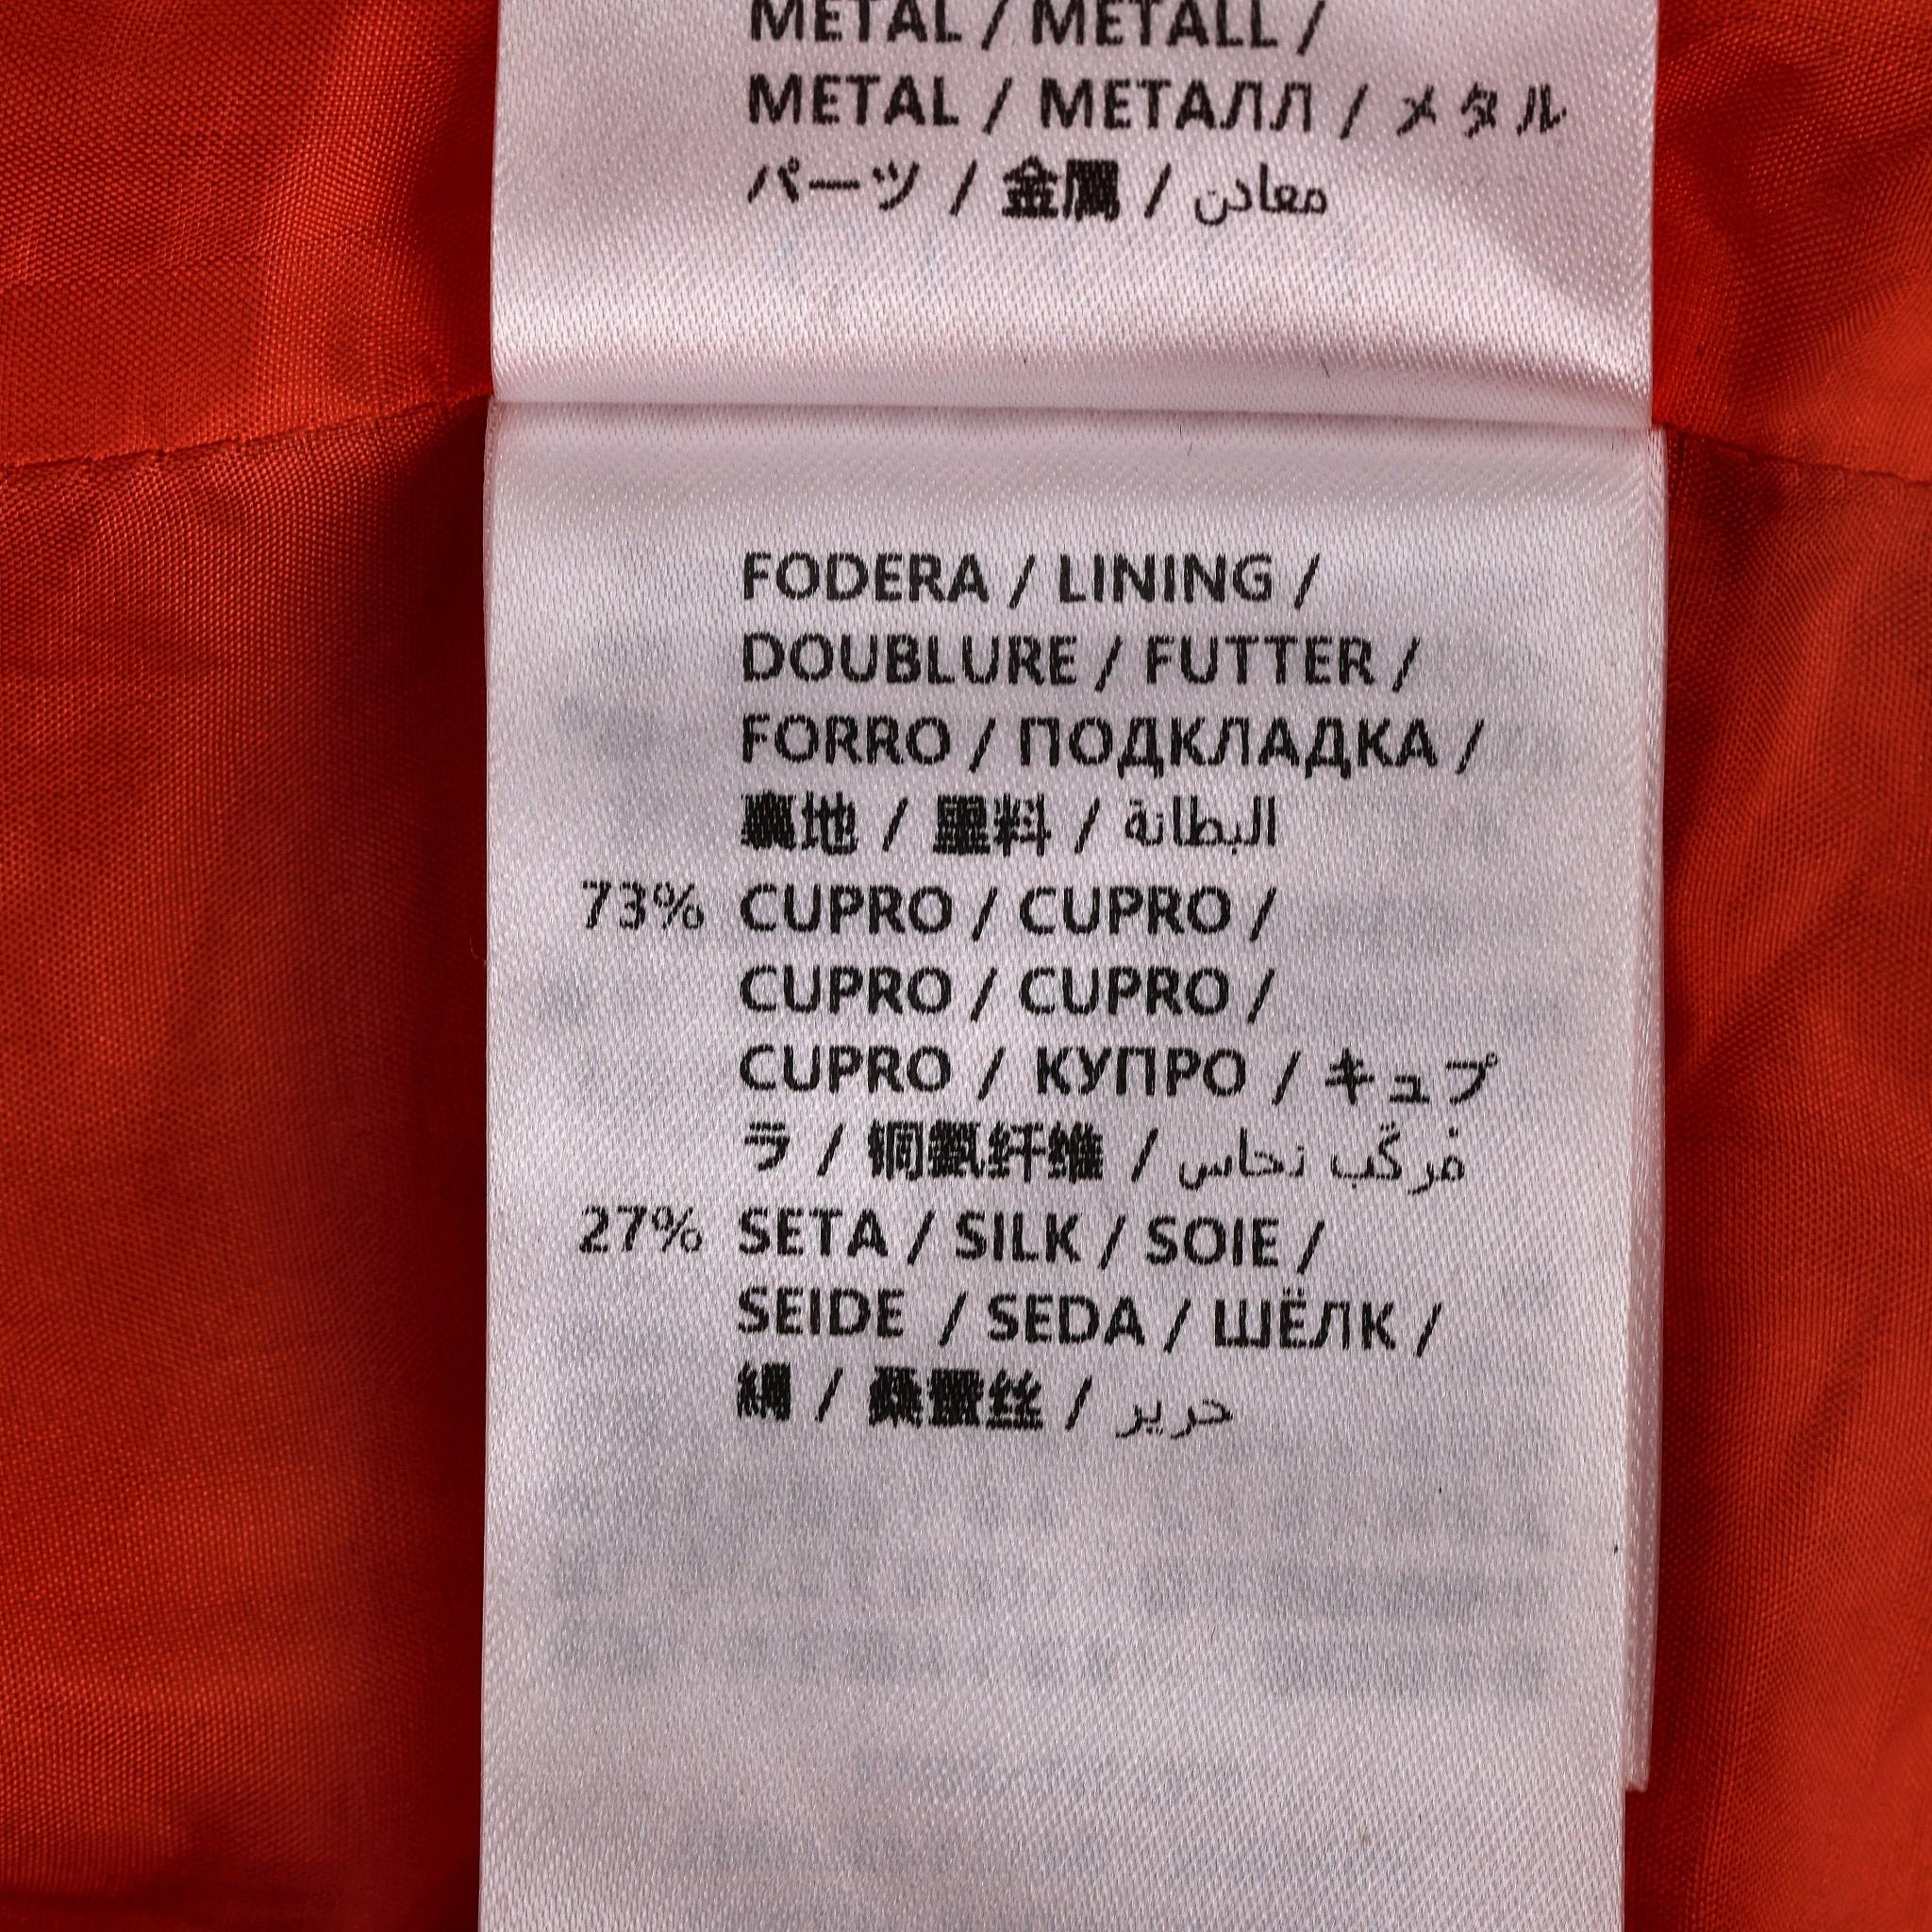 METAL / METALL /
METAL / МЕТАЛЛ / メタル
パーツ / 金属 / معادن
FODERA / LINING /
DOUBLURE / FUTTER /
FORRO / ПОДКЛАДКА /
裏地 / 里料 / البطانة
73% CUPRO / CUPRO /
CUPRO / CUPRO /
CUPRO / КУПРО / キュプ
ラ / 铜氨纤维 / مُركّب نحاس
27% SETA / SILK / SOIE /
SEIDE / SEDA / ШЁЛК /
絹 / 桑蚕丝 / حرير